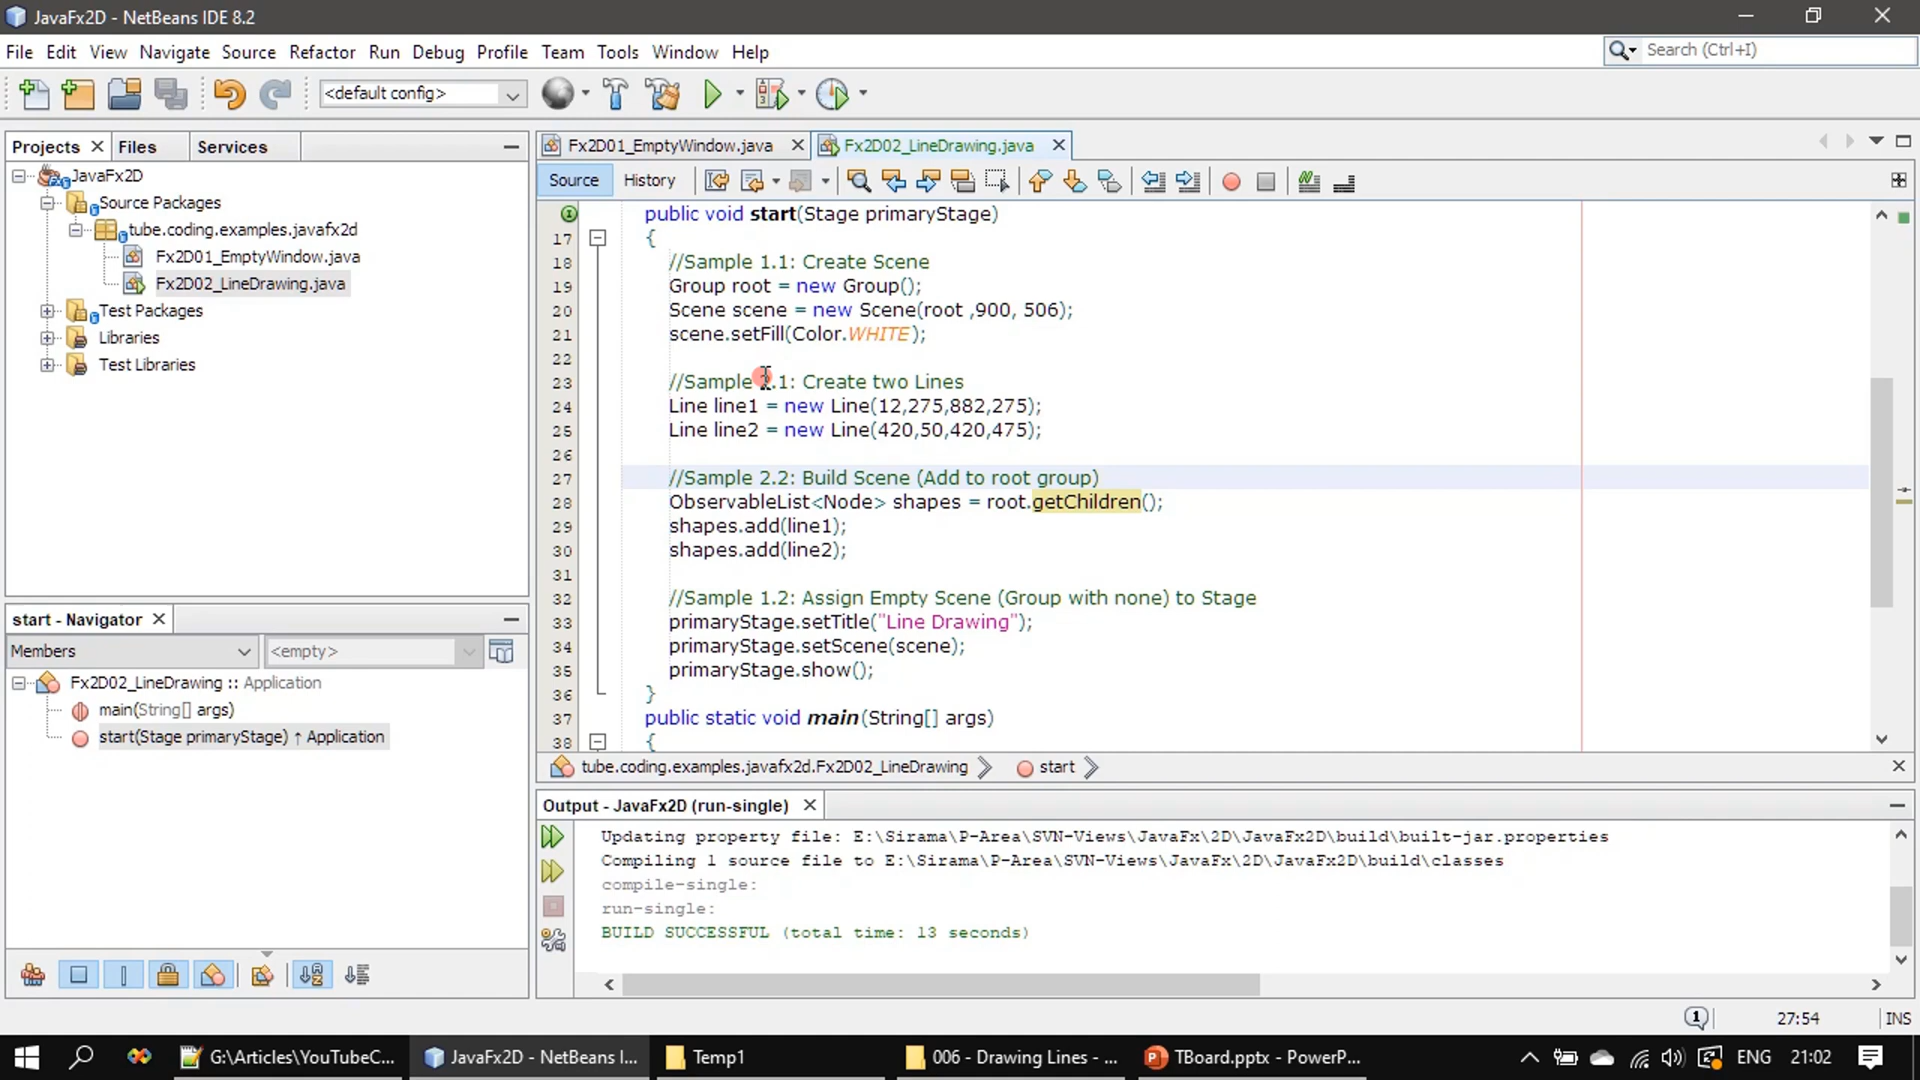 JavaFx2D - NetBeans IDE 8.2
File Edit View Navigate Source Refactor Run Debug Profile Team Tools Window Help
Search (Ctrl+I)
<default config>
Projects Files Services
JavaFx2D
Source Packages
tube.coding.examples.javafx2d
Fx2D01_EmptyWindow.java
Fx2D02_LineDrawing.java
Test Packages
Libraries
Test Libraries
start - Navigator
Members <empty>
Fx2D02_LineDrawing :: Application
main(String[] args)
start(Stage primaryStage) ↑ Application
Fx2D01_EmptyWindow.java Fx2D02_LineDrawing.java
Source History
public void start(Stage primaryStage)
17 {
18 //Sample 1.1: Create Scene
19 Group root = new Group();
20 Scene scene = new Scene(root ,900, 506);
21 scene.setFill(Color.WHITE);
22
23 //Sample .1: Create two Lines
24 Line line1 = new Line(12,275,882,275);
25 Line line2 = new Line(420,50,420,475);
26
27 //Sample 2.2: Build Scene (Add to root group)
28 ObservableList<Node> shapes = root.getChildren();
29 shapes.add(line1);
30 shapes.add(line2);
31
32 //Sample 1.2: Assign Empty Scene (Group with none) to Stage
33 primaryStage.setTitle("Line Drawing");
34 primaryStage.setScene(scene);
35 primaryStage.show();
36 }
37 public static void main(String[] args)
38 {
tube.coding.examples.javafx2d.Fx2D02_LineDrawing start
Output - JavaFx2D (run-single)
Updating property file: E:\Sirama\P-Area\SVN-Views\JavaFx\2D\JavaFx2D\build\built-jar.properties
Compiling 1 source file to E:\Sirama\P-Area\SVN-Views\JavaFx\2D\JavaFx2D\build\classes
compile-single:
run-single:
BUILD SUCCESSFUL (total time: 13 seconds)
1 27:54 INS
G:\Articles\YouTubeC... JavaFx2D - NetBeans I... Temp1 006 - Drawing Lines - ... TBoard.pptx - PowerP... ENG 21:02